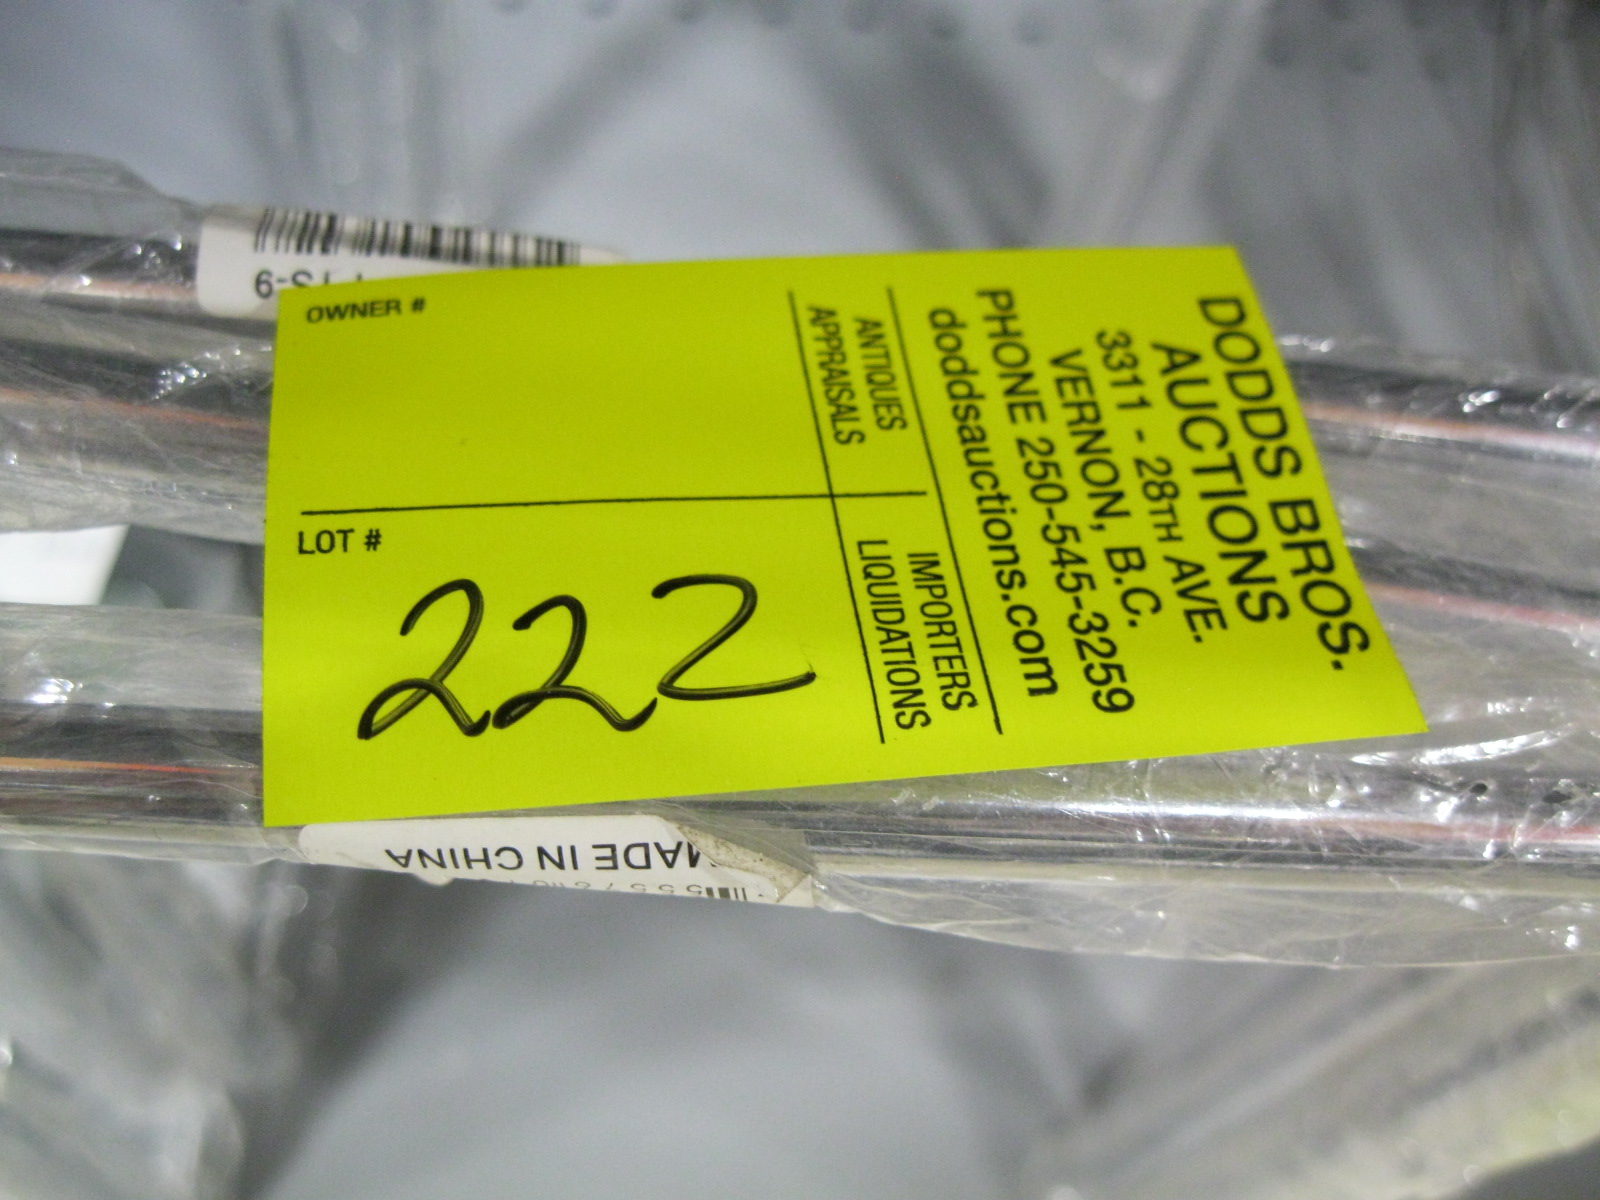 DODDS BROS.
AUCTIONS
3311 - 28TH AVE.
VERNON, B.C.
PHONE 250-545-3259
doddsauctions.com
ANTIQUES
APPRAISALS
IMPORTERS
LIQUIDATIONS
OWNER #
LOT #
222
MADE IN CHINA